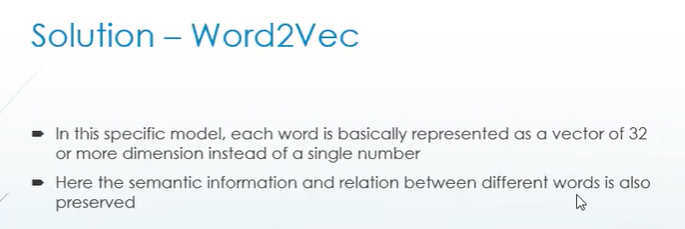 Solution – Word2Vec
In this specific model, each word is basically represented as a vector of 32
or more dimension instead of a single number
Here the semantic information and relation between different words is also
preserved